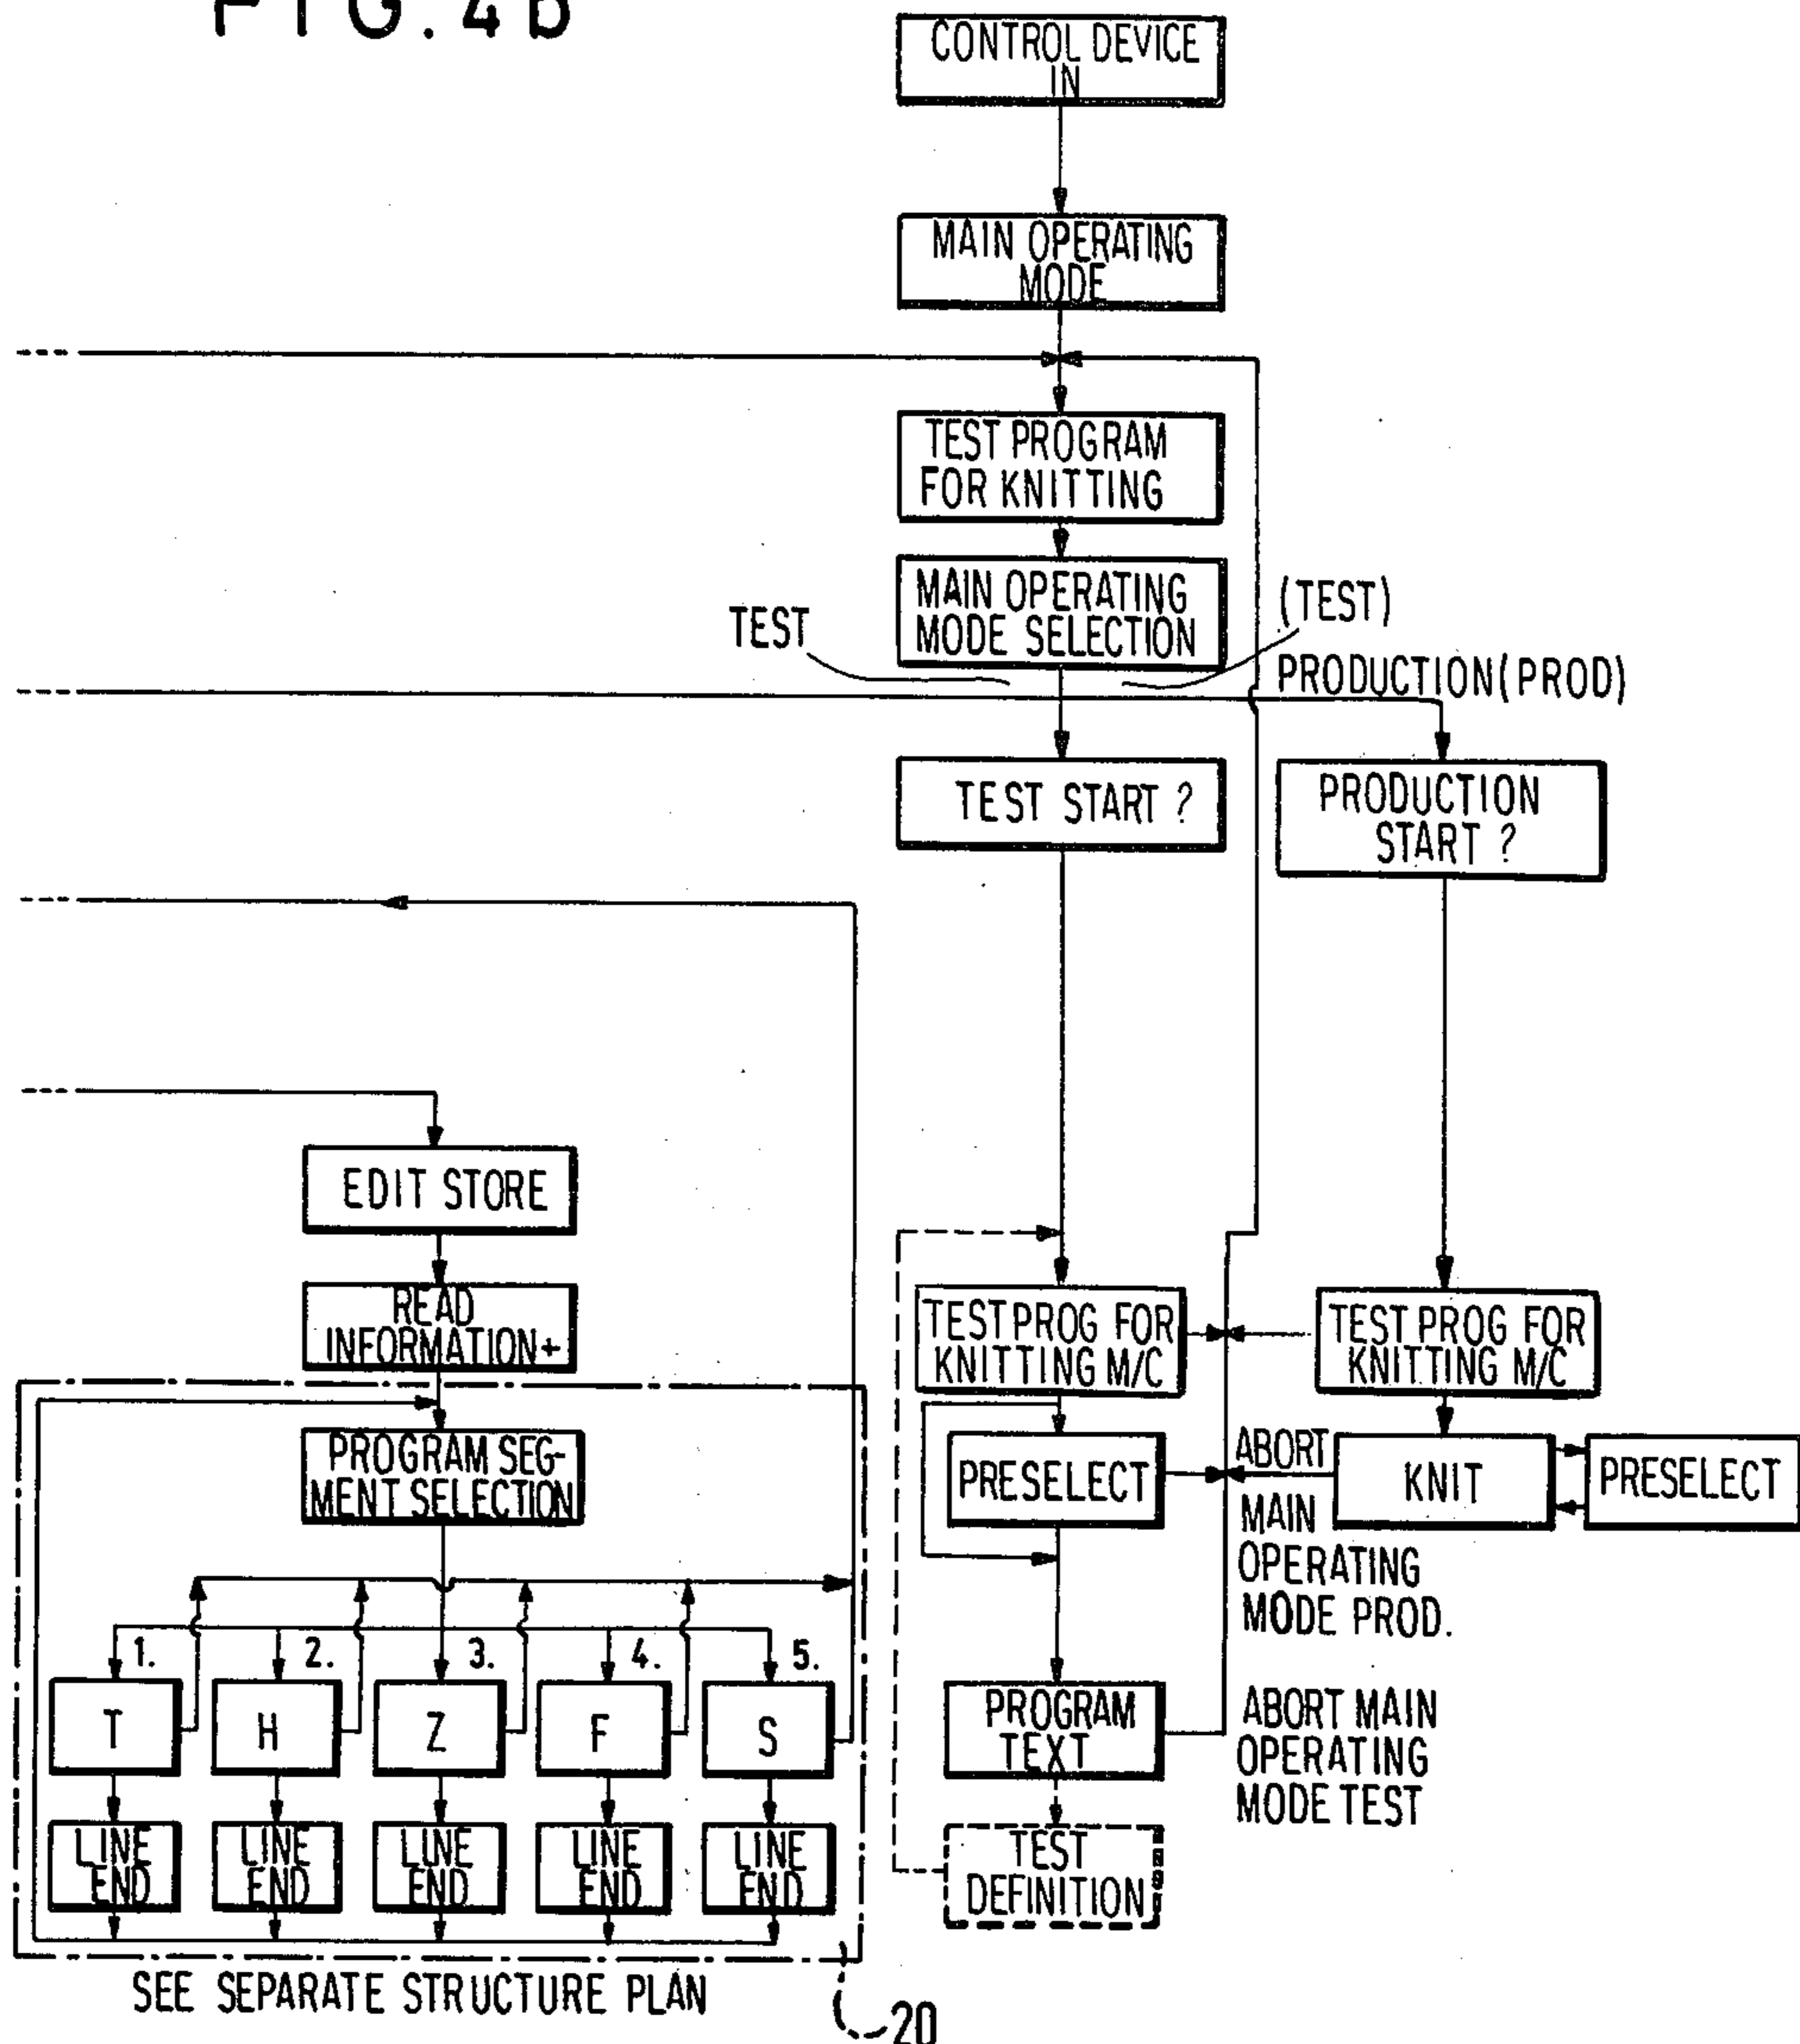 FIG. 4b
CONTROL DEVICE
IN
MAIN OPERATING
MODE
TEST PROGRAM
FOR KNITTING
MAIN OPERATING
MODE SELECTION
TEST
(TEST)
PRODUCTION (PROD)
TEST START ?
PRODUCTION
START ?
EDIT STORE
READ
INFORMATION+
PROGRAM SEG-
MENT SELECTION
1.
2.
3.
4.
5.
T
H
Z
F
S
LINE
END
LINE
END
LINE
END
LINE
END
LINE
END
SEE SEPARATE STRUCTURE PLAN
20
TEST PROG FOR
KNITTING M/C
TEST PROG FOR
KNITTING M/C
PRESELECT
ABORT
KNIT
PRESELECT
MAIN
OPERATING
MODE PROD.
PROGRAM
TEXT
ABORT MAIN
OPERATING
MODE TEST
TEST
DEFINITION